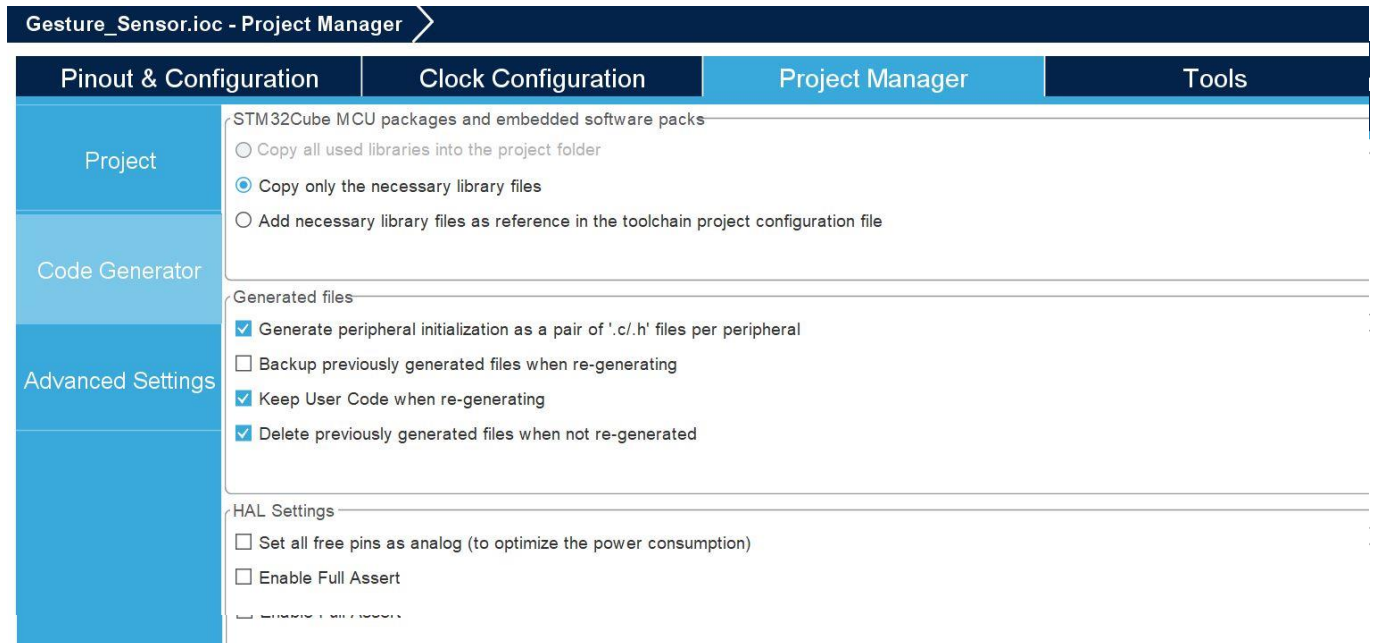 Gesture_Sensor.ioc - Project Manager
Pinout & Configuration Clock Configuration Project Manager Tools
Project
Code Generator
Advanced Settings
STM32Cube MCU packages and embedded software packs
Copy all used libraries into the project folder
Copy only the necessary library files
Add necessary library files as reference in the toolchain project configuration file
Generated files
Generate peripheral initialization as a pair of '.c/.h' files per peripheral
Backup previously generated files when re-generating
Keep User Code when re-generating
Delete previously generated files when not re-generated
HAL Settings
Set all free pins as analog (to optimize the power consumption)
Enable Full Assert
Enable Full Assert